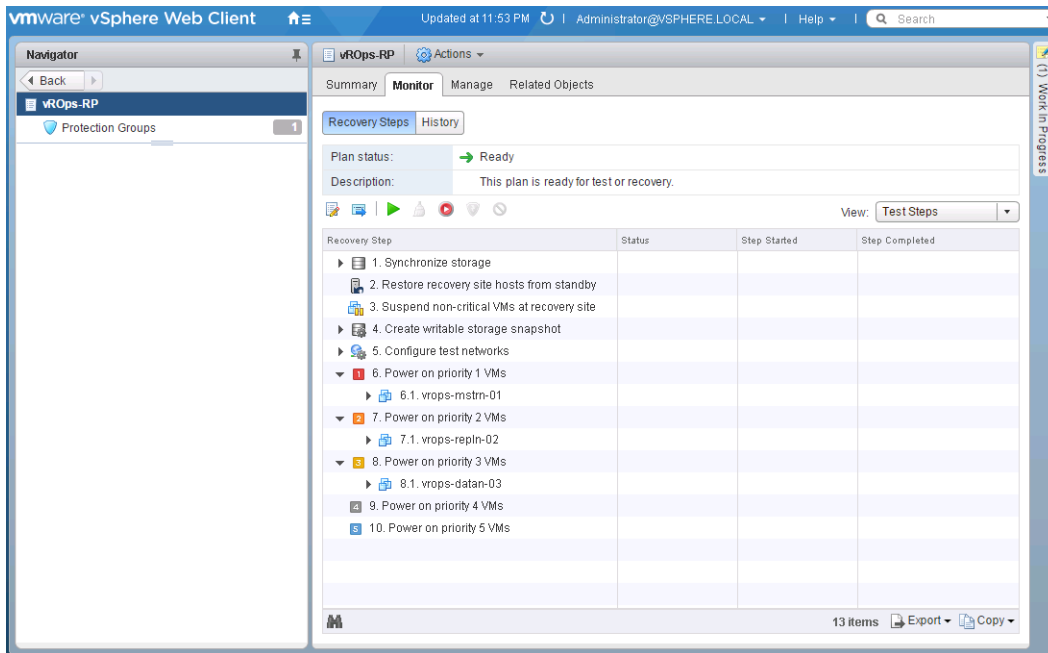 vmware® vSphere Web Client Updated at 11:53 PM | Administrator@VSPHERE.LOCAL | Help | Search
Navigator
Back
vROps-RP
Protection Groups 1
vROps-RP Actions
Summary Monitor Manage Related Objects
Recovery Steps History
Plan status: Ready
Description: This plan is ready for test or recovery.
View: Test Steps
Recovery Step Status Step Started Step Completed
1. Synchronize storage
2. Restore recovery site hosts from standby
3. Suspend non-critical VMs at recovery site
4. Create writable storage snapshot
5. Configure test networks
1 6. Power on priority 1 VMs
6.1. vrops-mstrn-01
2 7. Power on priority 2 VMs
7.1. vrops-repln-02
3 8. Power on priority 3 VMs
8.1. vrops-datan-03
4 9. Power on priority 4 VMs
5 10. Power on priority 5 VMs
13 items Export Copy
(1) Work In Progress